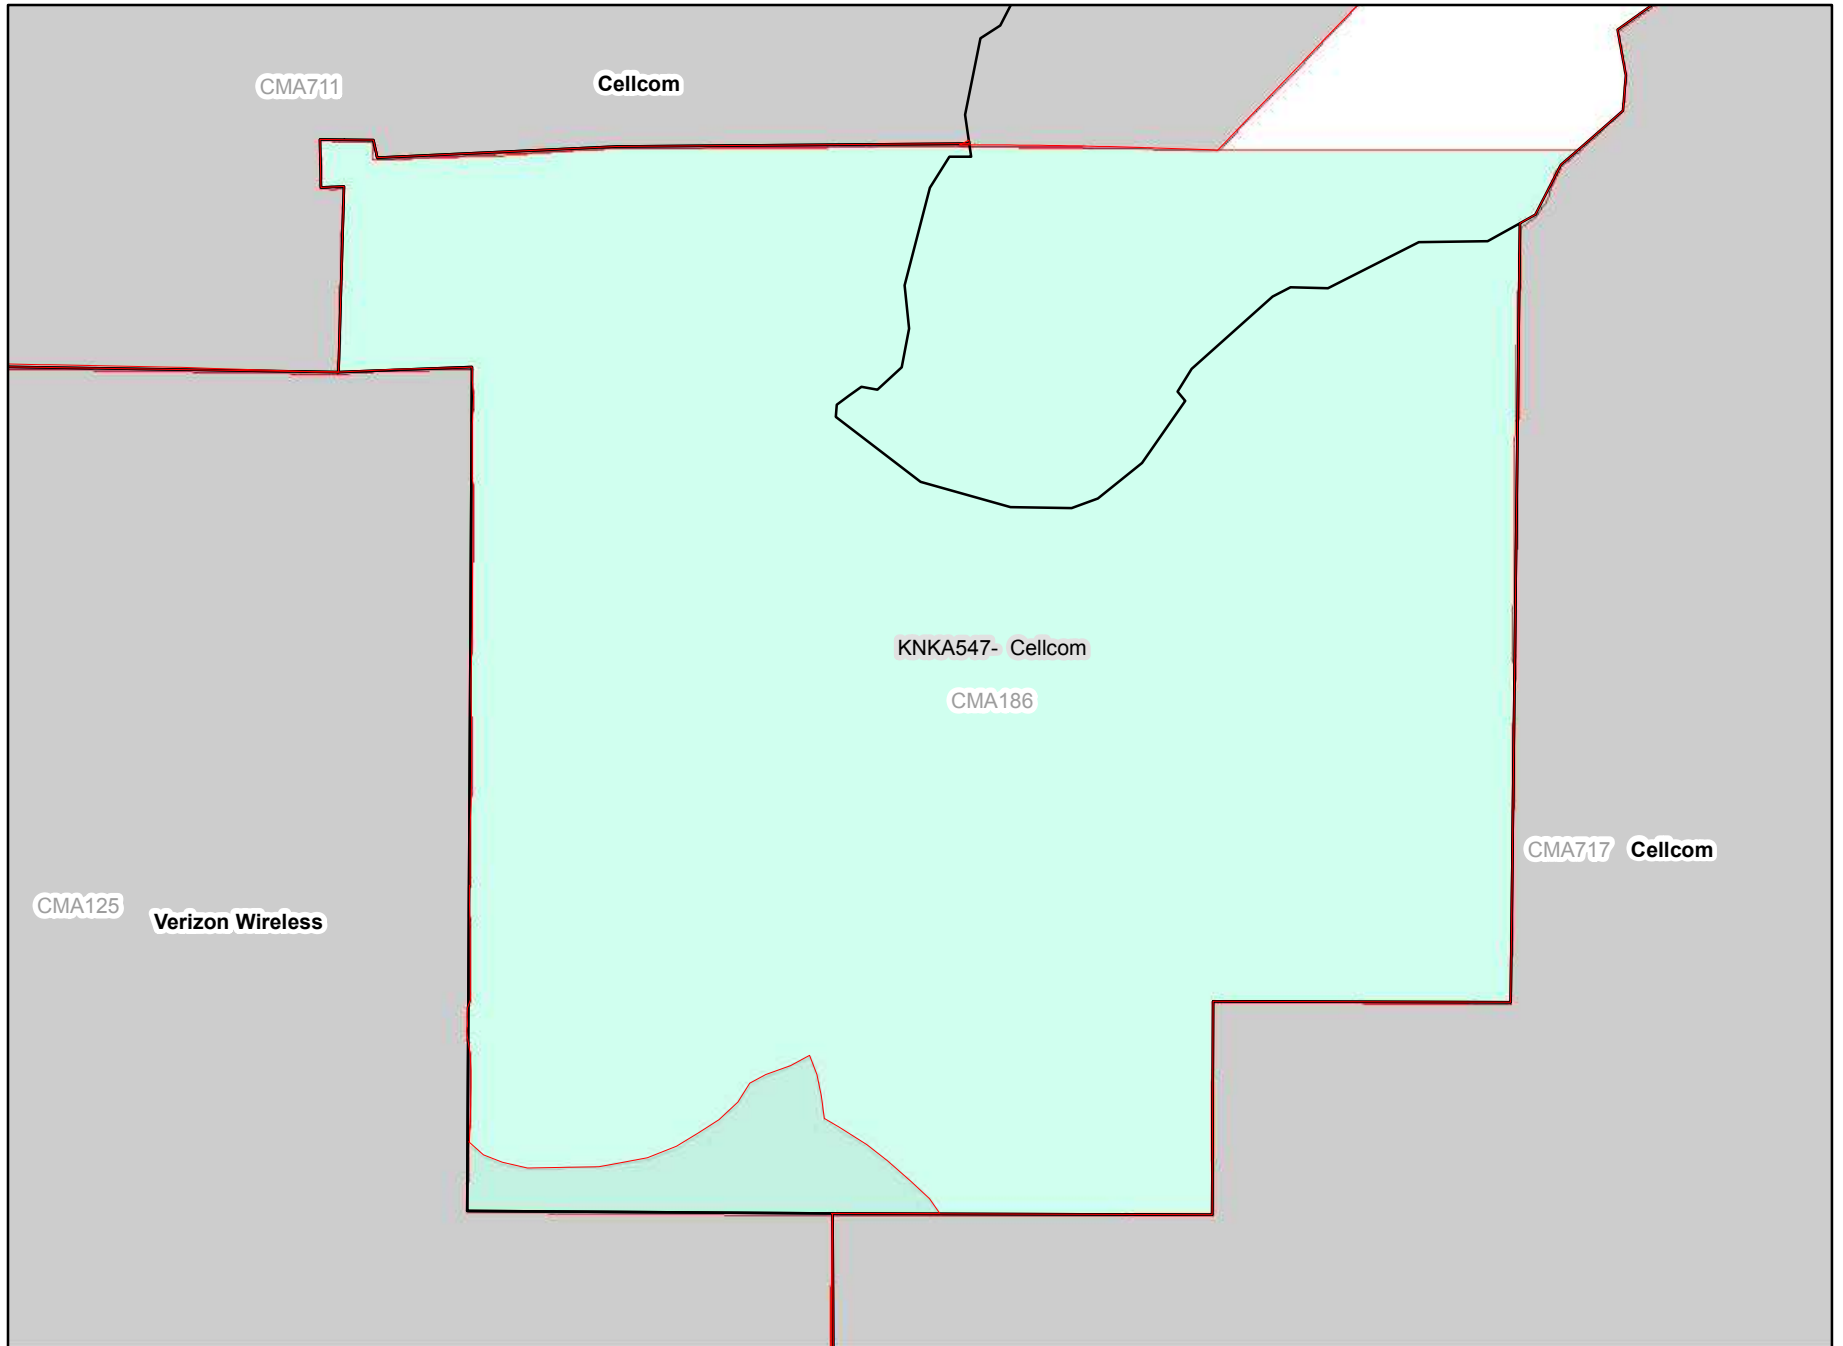 CMA711 Cellcom
KNKA547- Cellcom
CMA186
CMA717 Cellcom
CMA125
Verizon Wireless